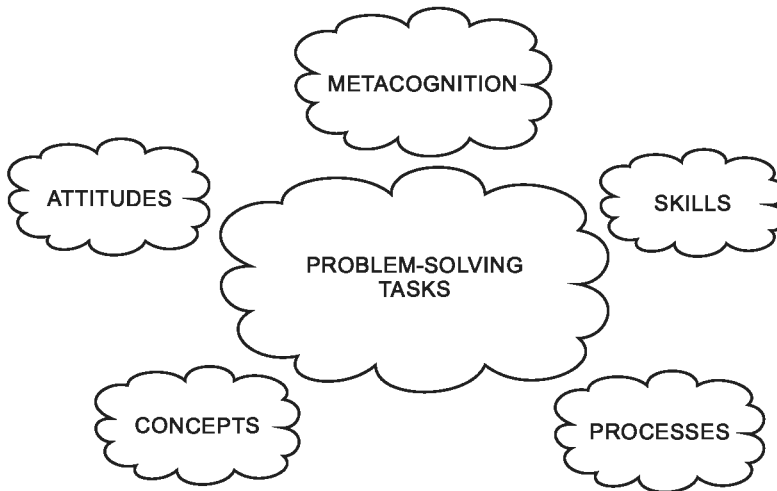 METACOGNITION
ATTITUDES
SKILLS
PROBLEM-SOLVING
TASKS
CONCEPTS
PROCESSES